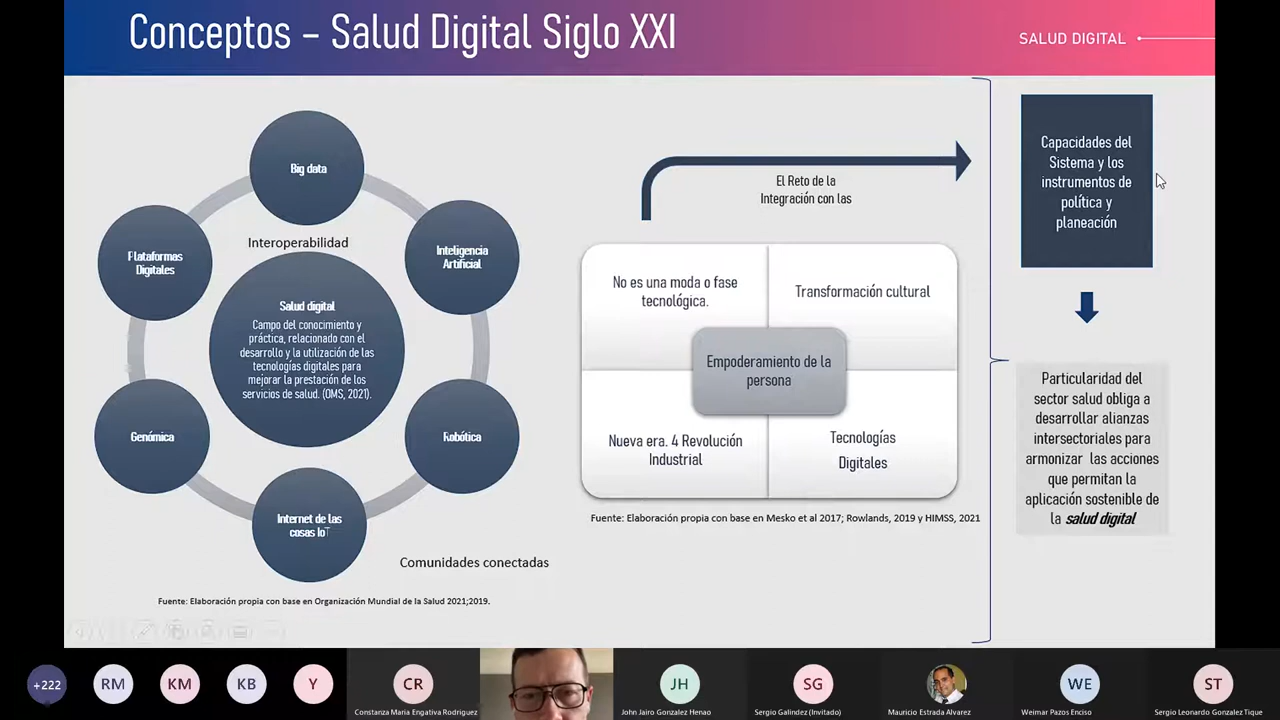 Conceptos – Salud Digital Siglo XXI
SALUD DIGITAL
Big data
Plataformas
Digitales
Interoperabilidad
Inteligencia
Artificial
Salud digital
Campo del conocimiento y
práctica, relacionado con el
desarrollo y la utilización de las
tecnologías digitales para
mejorar la prestación de los
servicios de salud. (OMS, 2021).
Genómica
Robótica
Internet de las
cosas IoT
Comunidades conectadas
Fuente: Elaboración propia con base en Organización Mundial de la Salud 2021;2019.
El Reto de la
Integración con las
No es una moda o fase
tecnológica.
Transformación cultural
Empoderamiento de la
persona
Nueva era. 4 Revolución
Industrial
Tecnologías
Digitales
Fuente: Elaboración propia con base en Mesko et al 2017; Rowlands, 2019 y HIMSS, 2021
Capacidades del
Sistema y los
instrumentos de
política y
planeación
Particularidad del
sector salud obliga a
desarrollar alianzas
intersectoriales para
armonizar las acciones
que permitan la
aplicación sostenible de
la salud digital
+222
RM
KM
KB
Y
CR
JH
SG
WE
ST
Constanza Maria Engativa Rodriguez
John Jairo Gonzalez Henao
Sergio Galindez (Invitado)
Mauricio Estrada Alvarez
Weimar Pazos Enciso
Sergio Leonardo Gonzalez Tique